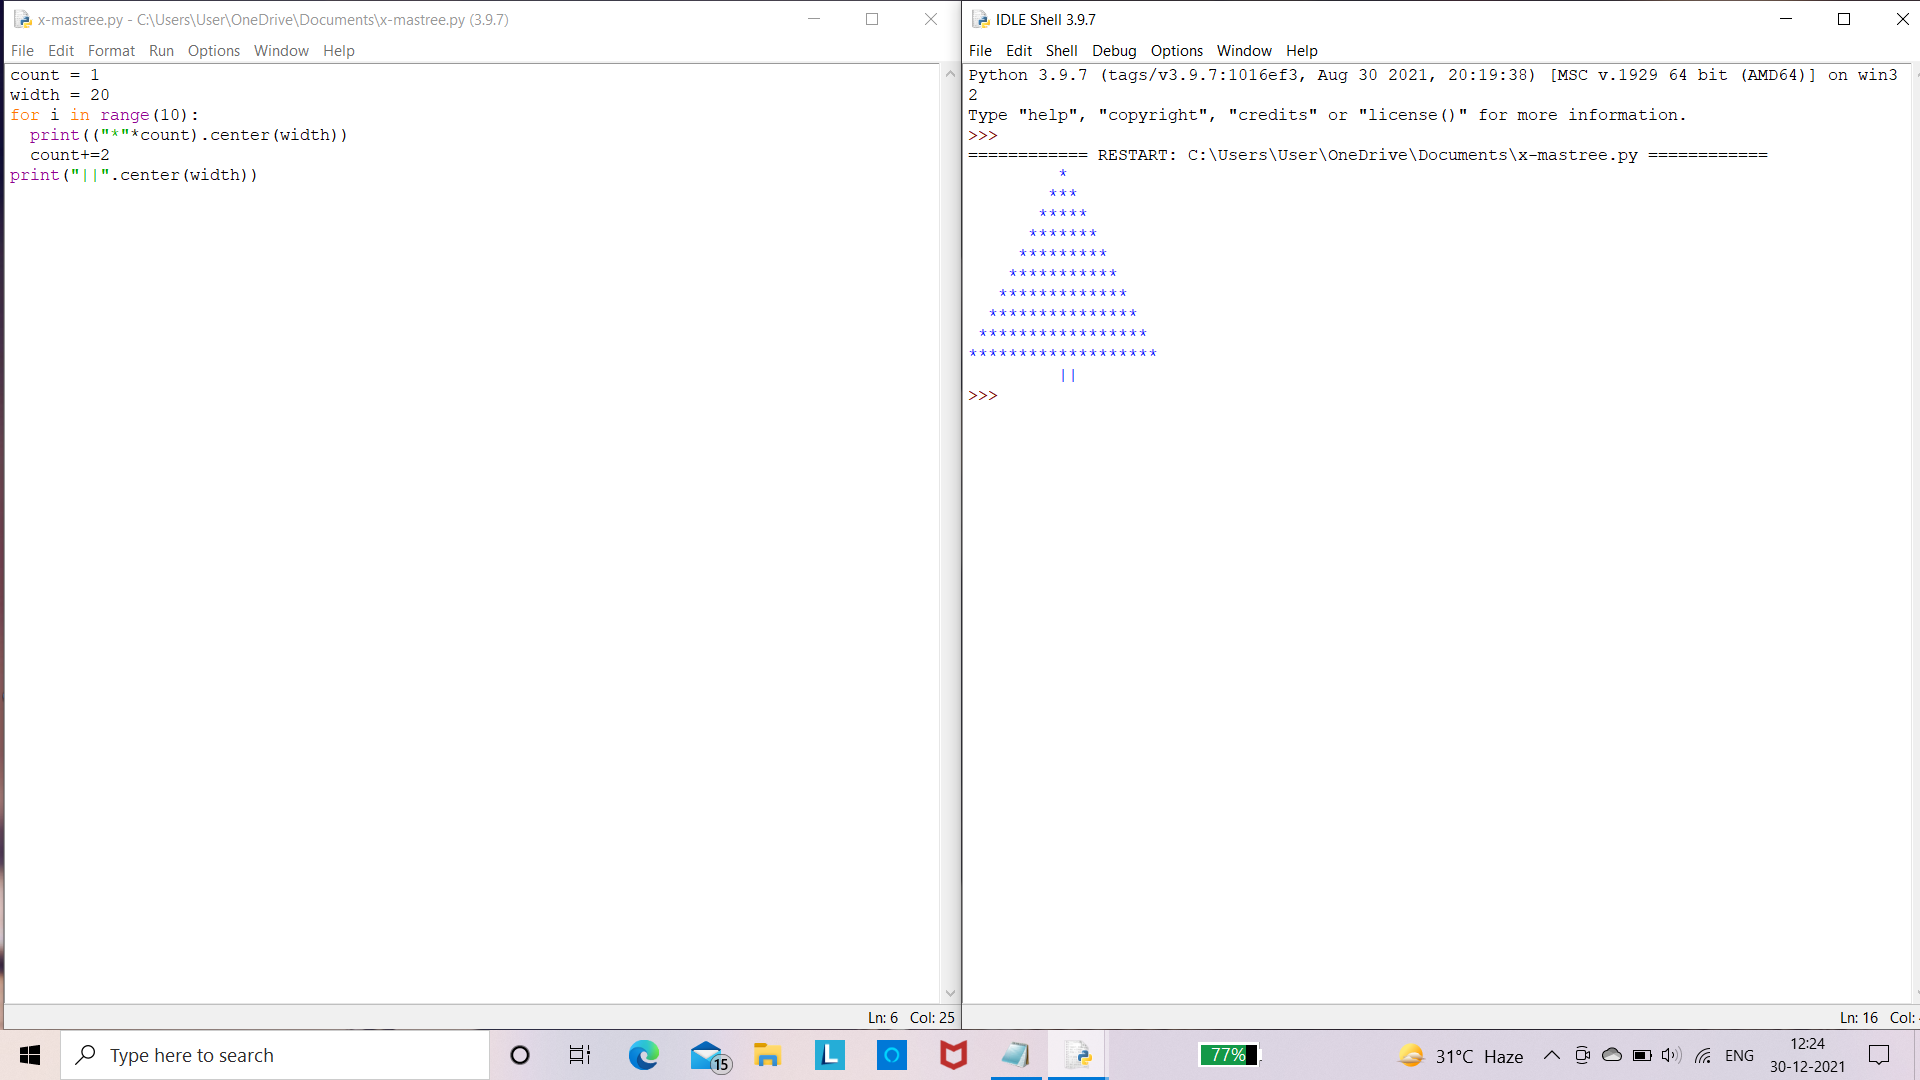 x-mastree.py - C:\Users\User\OneDrive\Documents\x-mastree.py (3.9.7)
File Edit Format Run Options Window Help
count = 1
width = 20
for i in range(10):
  print(("*"*count).center(width))
  count+=2
print("||".center(width))
Ln: 6 Col: 25
IDLE Shell 3.9.7
File Edit Shell Debug Options Window Help
Python 3.9.7 (tags/v3.9.7:1016ef3, Aug 30 2021, 20:19:38) [MSC v.1929 64 bit (AMD64)] on win3
2
Type "help", "copyright", "credits" or "license()" for more information.
>>>
============ RESTART: C:\Users\User\OneDrive\Documents\x-mastree.py ============
         *
        ***
       *****
      *******
     *********
    ***********
   *************
  ***************
 *****************
*******************
         ||
>>>
Ln: 16 Col:
Type here to search
15
L
77%
31°C Haze
ENG
12:24
30-12-2021